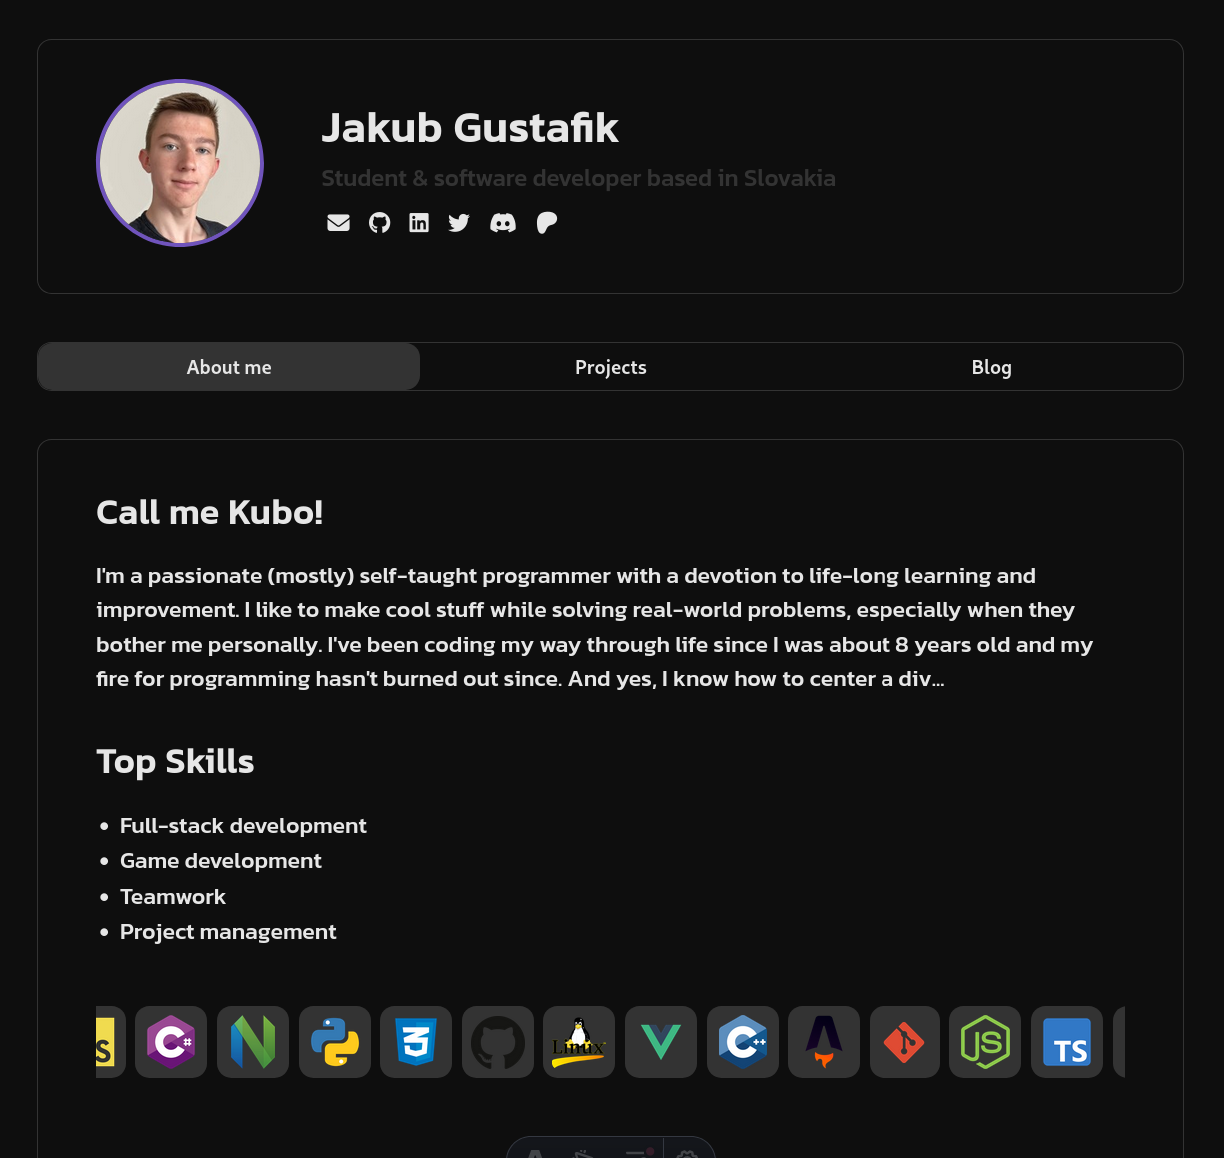 Jakub Gustafik
Student & software developer based in Slovakia
About me
Projects
Blog
Call me Kubo!
I'm a passionate (mostly) self-taught programmer with a devotion to life-long learning and
improvement. I like to make cool stuff while solving real-world problems, especially when they
bother me personally. I've been coding my way through life since I was about 8 years old and my
fire for programming hasn't burned out since. And yes, I know how to center a div...
Top Skills
• Full-stack development
• Game development
• Teamwork
• Project management
S
C#
N
3
Linux
C++
JS
TS